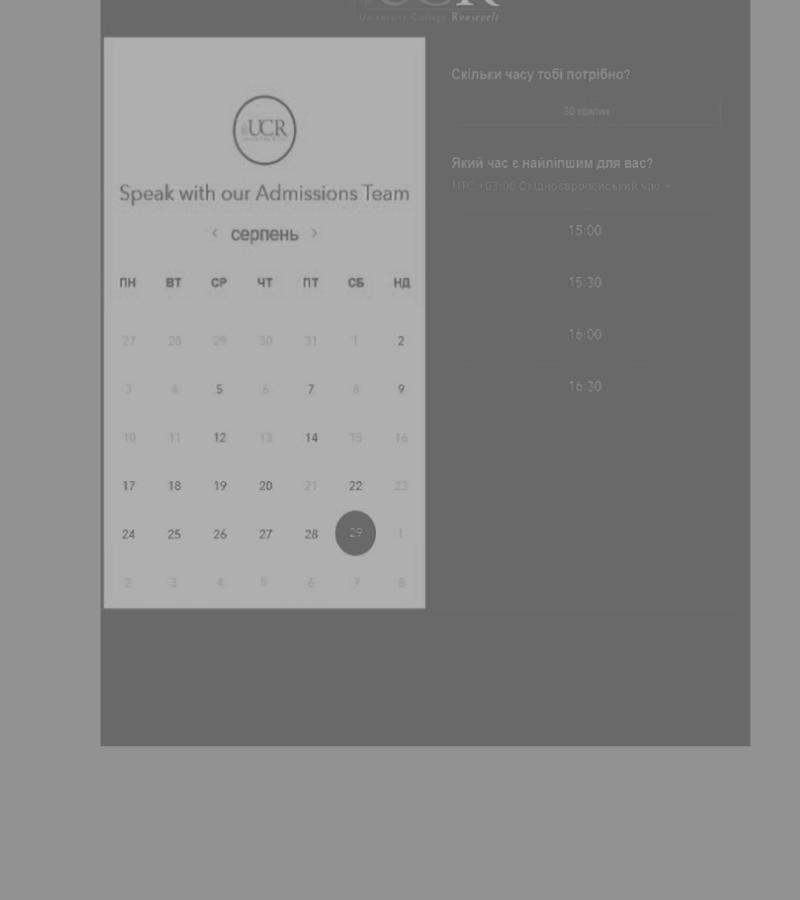 UCR
University College Roosevelt
UCR
Speak with our Admissions Team
< серпень >
ПН ВТ СР ЧТ ПТ СБ НД
27 28 29 30 31 1 2
3 4 5 6 7 8 9
10 11 12 13 14 15 16
17 18 19 20 21 22 23
24 25 26 27 28 29 1
2 3 4 5 6 7 8
Скільки часу тобі потрібно?
30 хвилин
Який час є найліпшим для вас?
UTC +03:00 Східноєвропейський час
15:00
15:30
16:00
16:30